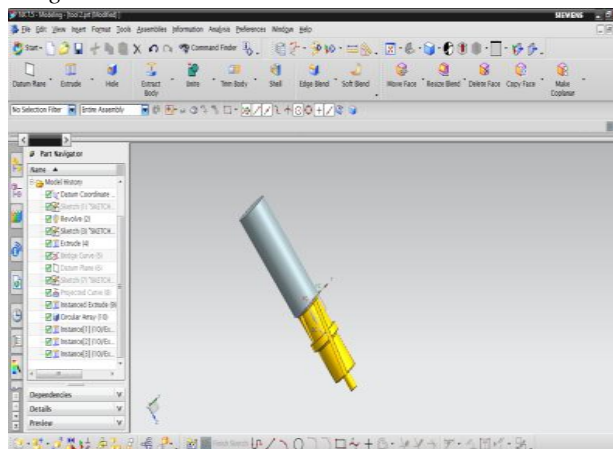 NX 7.5 - Modeling - [tool 2.prt (Modified) ]
SIEMENS
File Edit View Insert Format Tools Assemblies Information Analysis Preferences Window Help
Start Command Finder
Datum Plane Extrude Hole Extract Body Unite Trim Body Shell Edge Blend Soft Blend Move Face Resize Blend Delete Face Copy Face Make Coplanar
No Selection Filter Entire Assembly
Part Navigator
Name
Model History
Datum Coordinate ...
Sketch (1) "SKETCH...
Revolve (2)
Sketch (3) "SKETCH...
Extrude (4)
Bridge Curve (5)
Datum Plane (6)
Sketch (7) "SKETCH...
Projected Curve (8)
Instanced Extrude (9)
Circular Array (10)
Instance[1] (10)/Ex...
Instance[2] (10)/Ex...
Instance[3] (10)/Ex...
Dependencies
Details
Preview
Finish Sketch